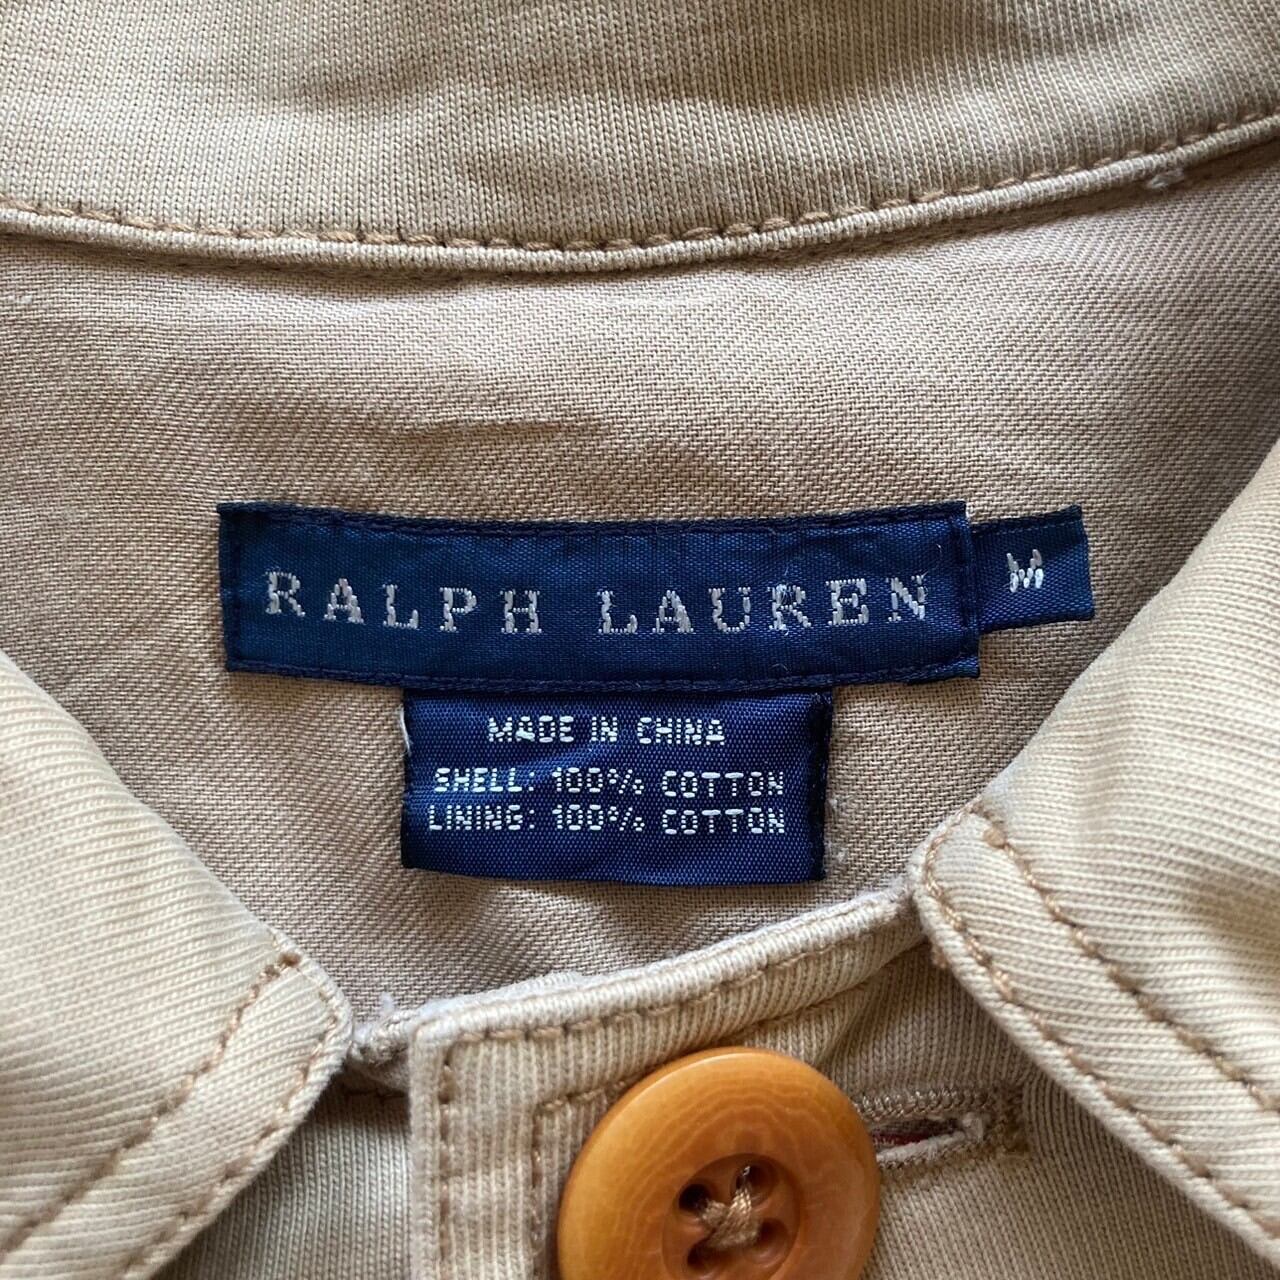 RALPH LAUREN M
MADE IN CHINA
SHELL: 100% COTTON
LINING: 100% COTTON